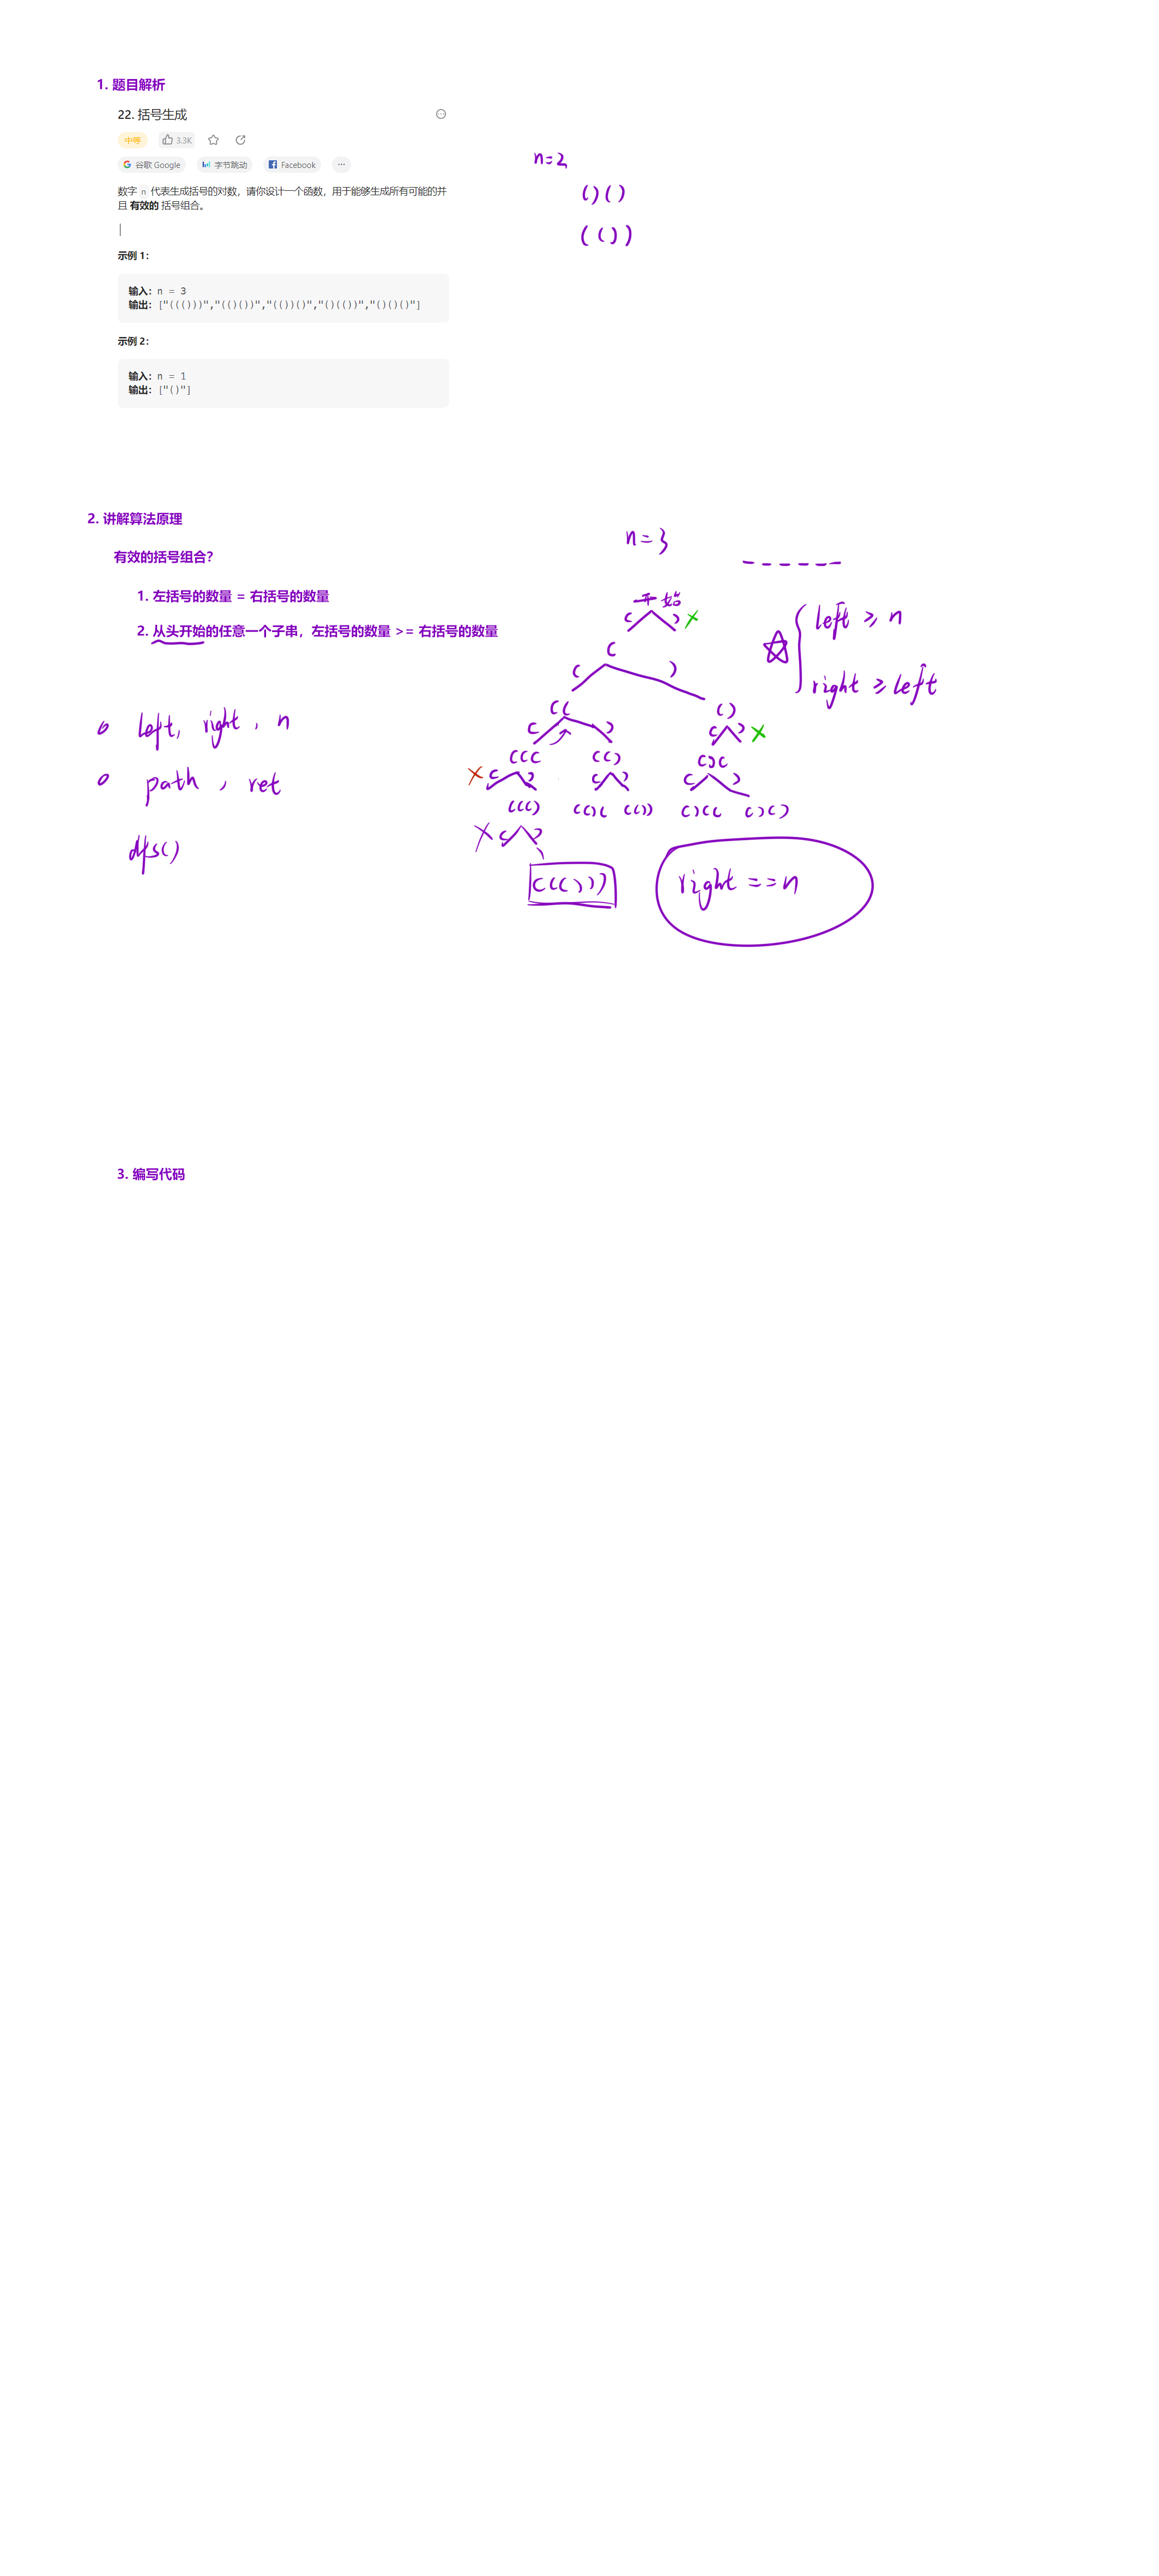 1. 题目解析
22. 括号生成
中等 3.3K
谷歌 Google 字节跳动 Facebook ...
数字 n 代表生成括号的对数，请你设计一个函数，用于能够生成所有可能的并
且 有效的 括号组合。
示例 1：
输入：n = 3
输出：["((()))","(()())","(())()","()(())","()()()"]
示例 2：
输入：n = 1
输出：["()"]
n=2
()()
(())
2. 讲解算法原理
有效的括号组合？
1. 左括号的数量 = 右括号的数量
2. 从头开始的任意一个子串，左括号的数量 >= 右括号的数量
left, right, n
path, ret
dfs()
n=3
开始
( ) ×
(
( )
(( ()
( ) ( ) ×
((( (() ()(
× ( ) ( ) ( )
((() (()( (()) ()(( ()()
× ( )
((()))
left ≥ n
right ≥ left
right == n
3. 编写代码